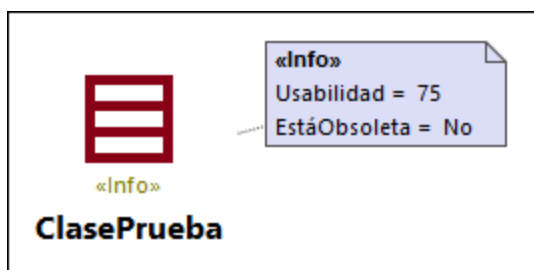 «Info»
Usabilidad = 75
EstáObsoleta = No
«Info»
ClasePrueba